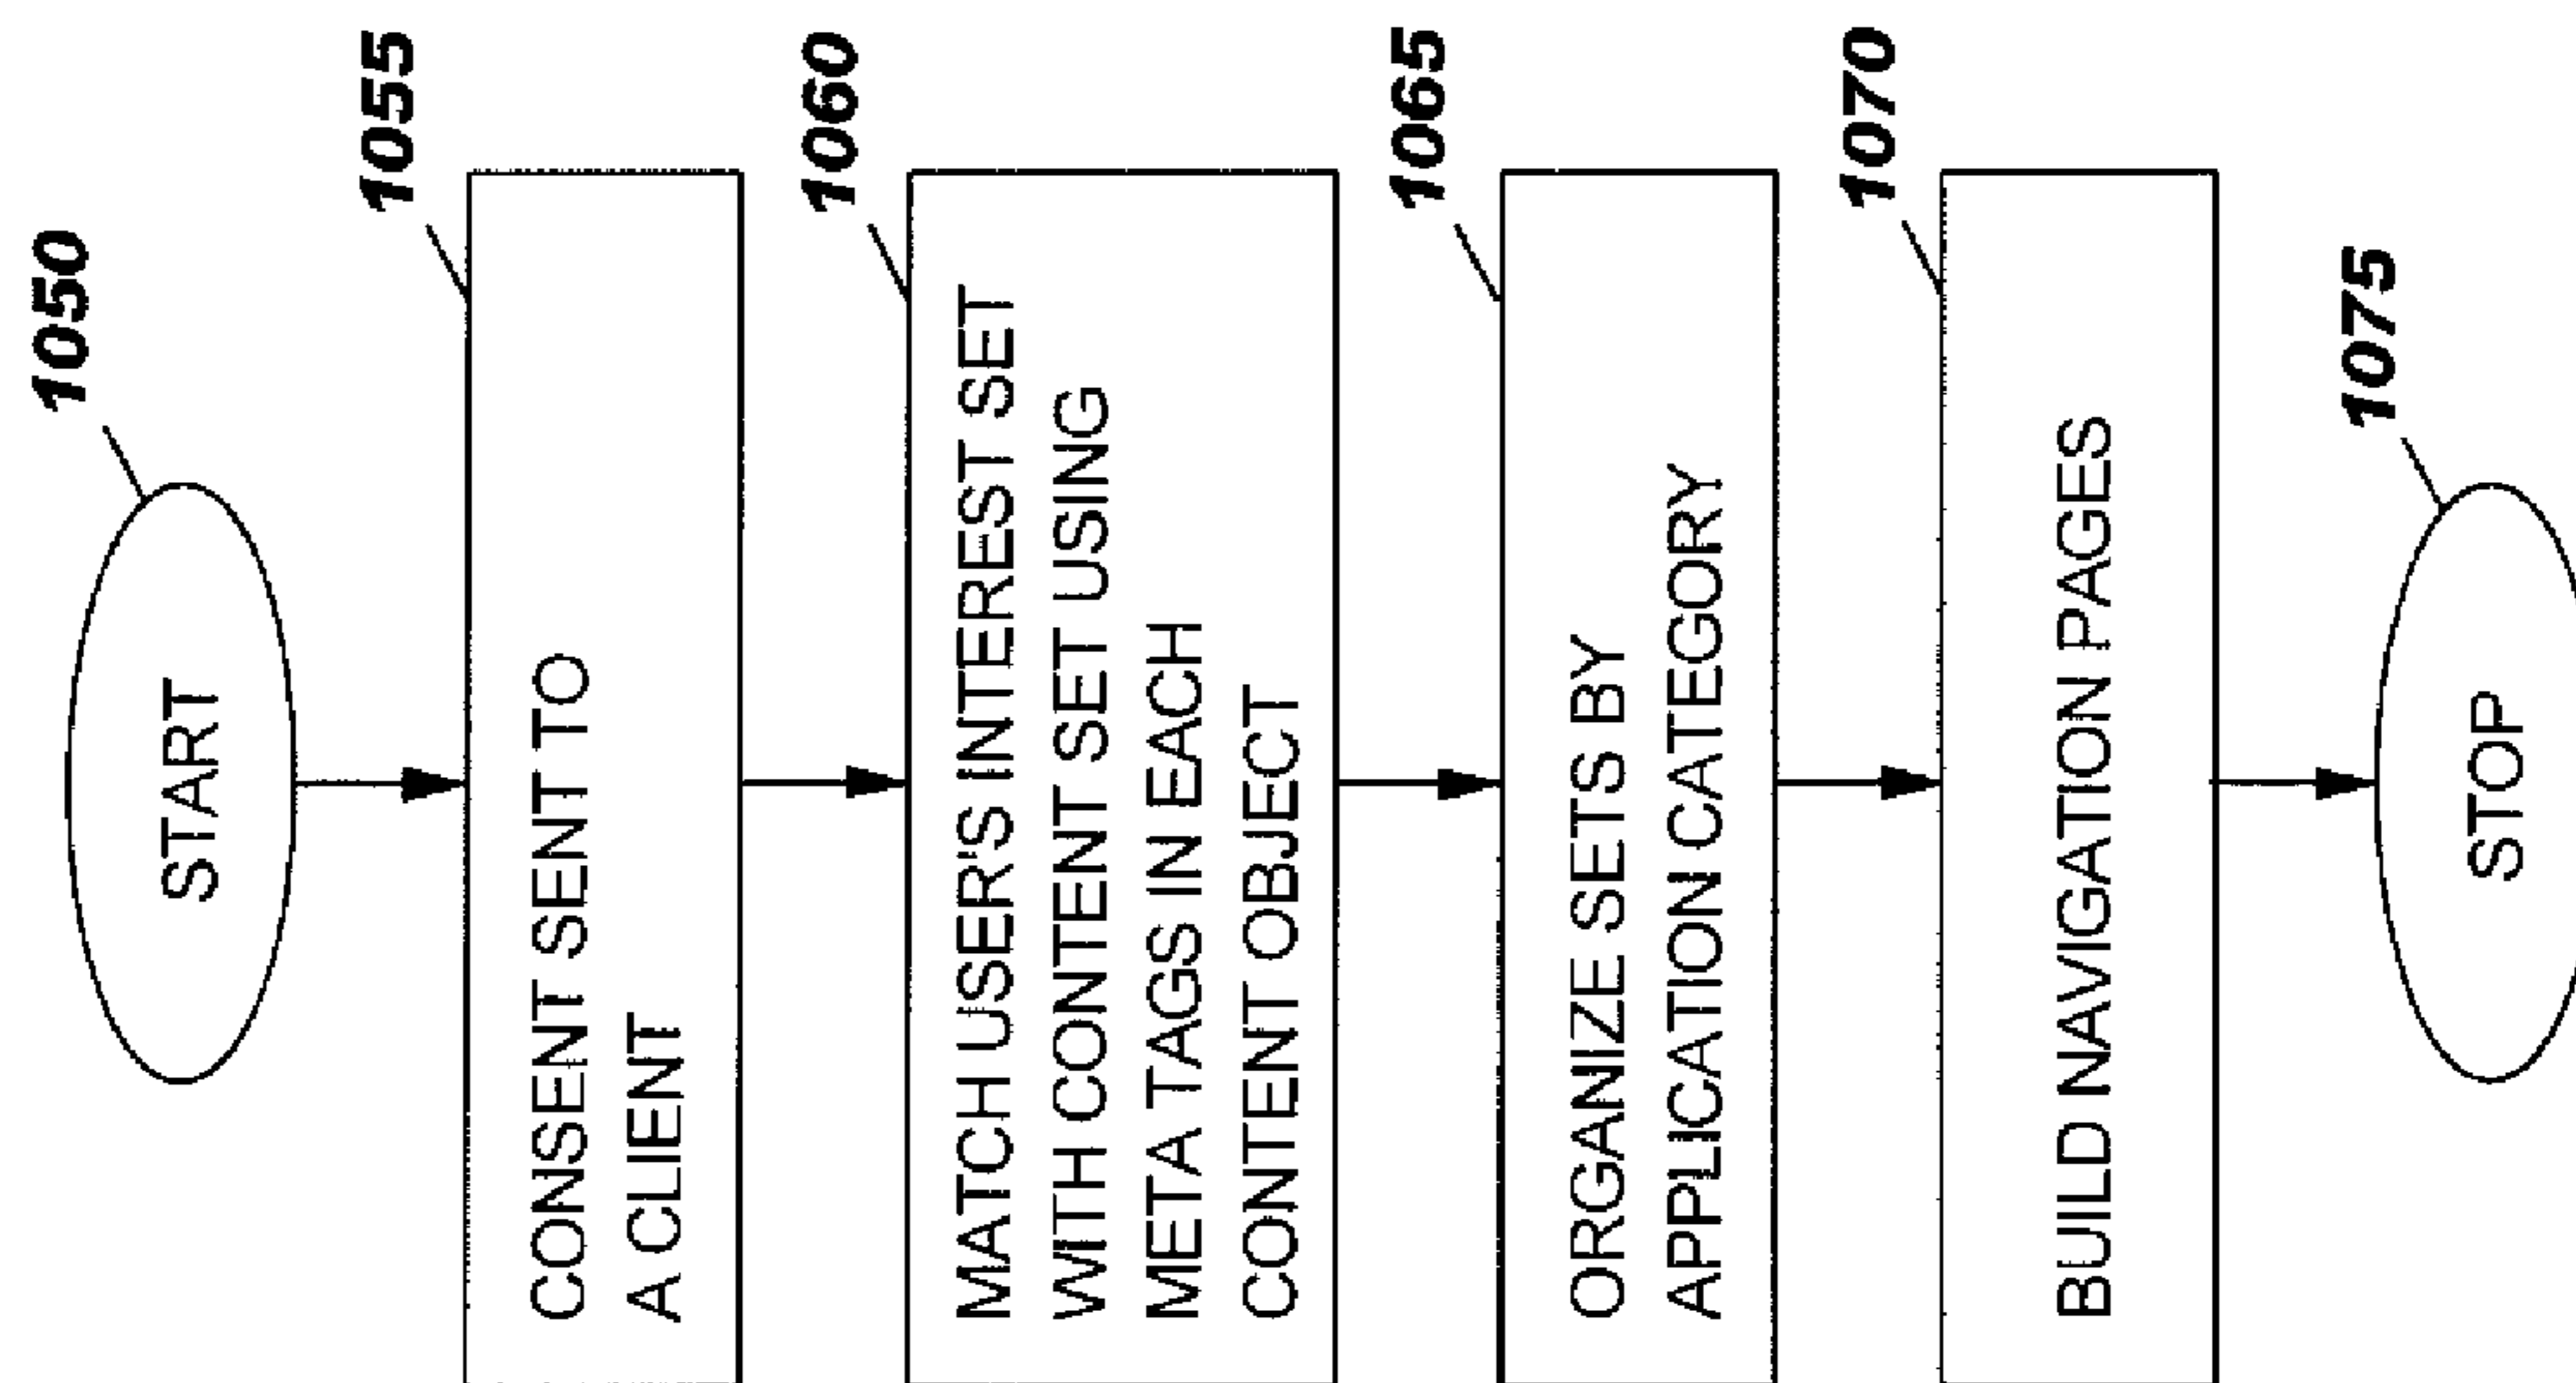 1050
START
1055
CONSENT SENT TO
A CLIENT
1060
MATCH USER'S INTEREST SET
WITH CONTENT SET USING
META TAGS IN EACH
CONTENT OBJECT
1065
ORGANIZE SETS BY
APPLICATION CATEGORY
1070
BUILD NAVIGATION PAGES
1075
STOP